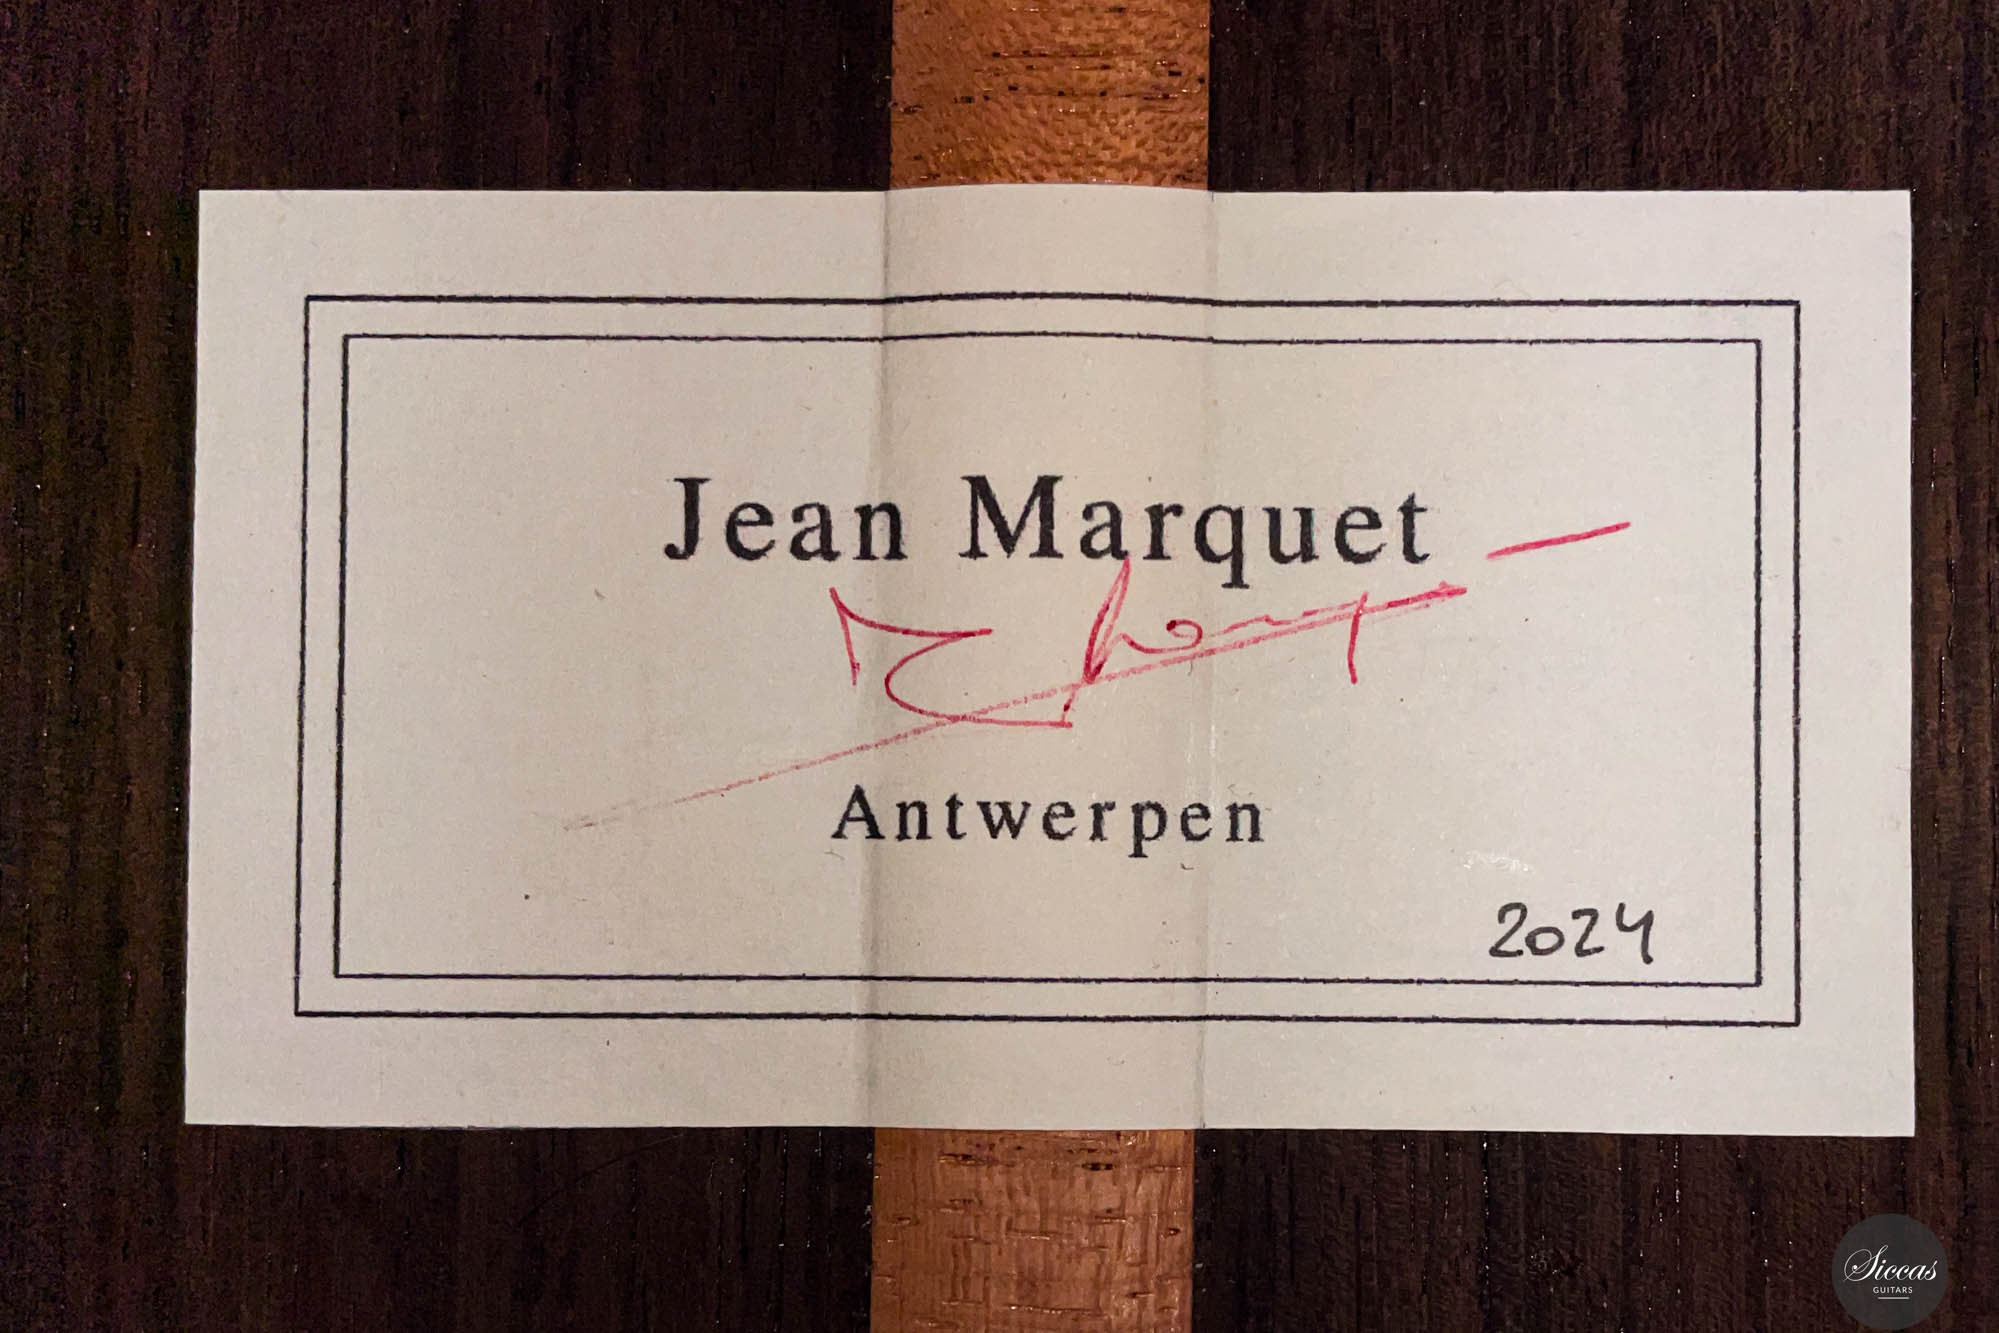 Jean Marquet
Antwerpen
2024
Siccas
GUITARS